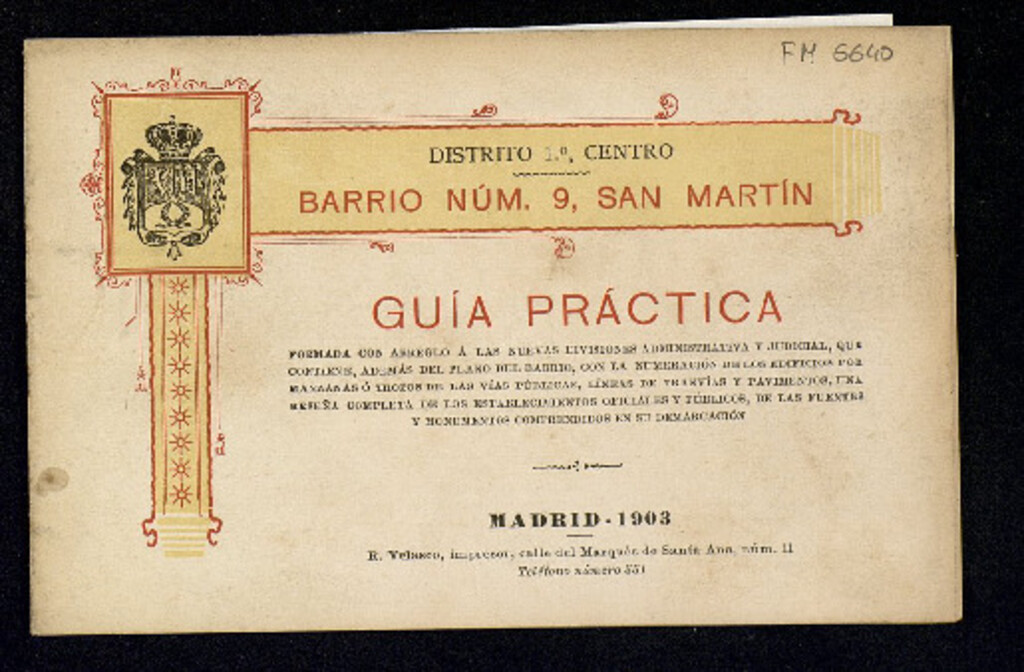 FM 6640
DISTRITO 1.º, CENTRO
BARRIO NÚM. 9, SAN MARTÍN
GUÍA PRÁCTICA
FORMADA CON ARREGLO Á LAS NUEVAS DIVISIONES ADMINISTRATIVA Y JUDICIAL, QUE
CONTIENE, ADEMÁS DEL PLANO DEL BARRIO, CON LA NUMERACIÓN DE LOS EDIFICIOS POR
MANZANAS Ó TROZOS DE LAS VÍAS PÚBLICAS, LÍNEAS DE TRANVÍAS Y PAVIMENTOS, UNA
RESEÑA COMPLETA DE LOS ESTABLECIMIENTOS OFICIALES Y PÚBLICOS, DE LAS FUENTES
Y MONUMENTOS COMPRENDIDOS EN SU DEMARCACIÓN
MADRID - 1903
R. Velasco, impresor, calle del Marqués de Santa Ana, núm. 11
Teléfono número 551